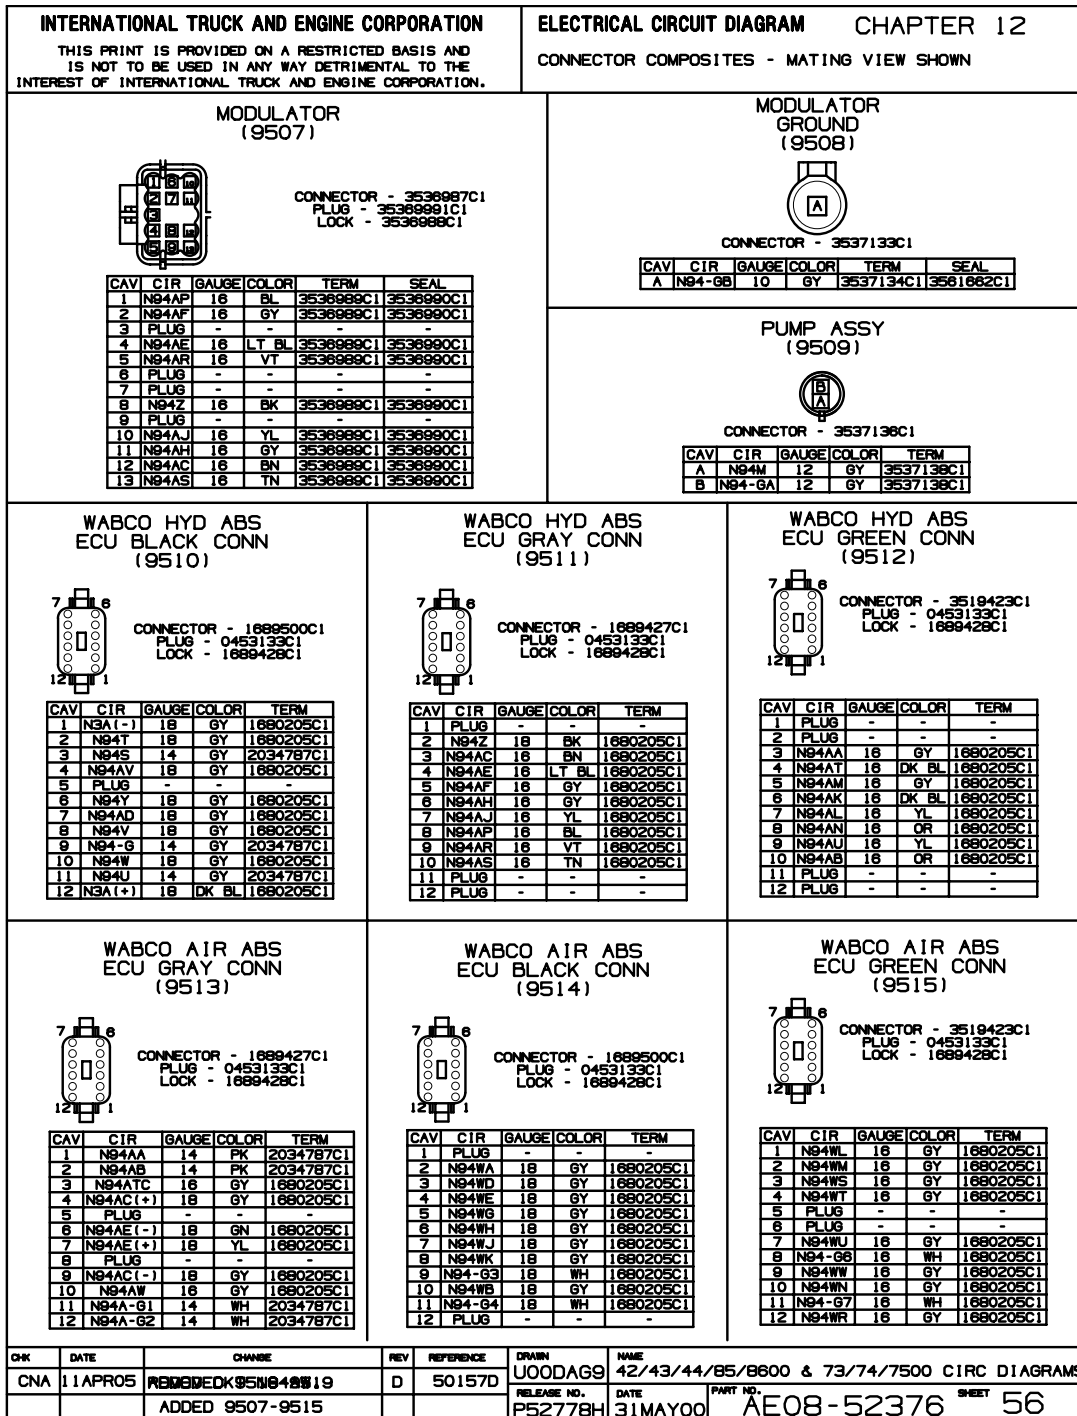 INTERNATIONAL TRUCK AND ENGINE CORPORATION
THIS PRINT IS PROVIDED ON A RESTRICTED BASIS AND
IS NOT TO BE USED IN ANY WAY DETRIMENTAL TO THE
INTEREST OF INTERNATIONAL TRUCK AND ENGINE CORPORATION.
ELECTRICAL CIRCUIT DIAGRAM CHAPTER 12
CONNECTOR COMPOSITES - MATING VIEW SHOWN
MODULATOR
(9507)
1 6 10
2 7 11
3
4 8 12
5 9 13
CONNECTOR - 3536987C1
PLUG - 35369991C1
LOCK - 3536988C1
CAV CIR GAUGE COLOR TERM SEAL
1 N94AP 16 BL 3536989C1 3536990C1
2 N94AF 16 GY 3536989C1 3536990C1
3 PLUG - - - -
4 N94AE 16 LT BL 3536989C1 3536990C1
5 N94AR 16 VT 3536989C1 3536990C1
6 PLUG - - - -
7 PLUG - - - -
8 N94Z 16 BK 3536989C1 3536990C1
9 PLUG - - - -
10 N94AJ 16 YL 3536989C1 3536990C1
11 N94AH 16 GY 3536989C1 3536990C1
12 N94AC 16 BN 3536989C1 3536990C1
13 N94AS 16 TN 3536989C1 3536990C1
MODULATOR
GROUND
(9508)
A
CONNECTOR - 3537133C1
CAV CIR GAUGE COLOR TERM SEAL
A N94-GB 10 GY 3537134C1 3561662C1
PUMP ASSY
(9509)
B
A
CONNECTOR - 3537136C1
CAV CIR GAUGE COLOR TERM
A N94M 12 GY 3537138C1
B N94-GA 12 GY 3537138C1
WABCO HYD ABS
ECU BLACK CONN
(9510)
7 6
12 1
CONNECTOR - 1689500C1
PLUG - 0453133C1
LOCK - 1689428C1
CAV CIR GAUGE COLOR TERM
1 N3A(-) 18 GY 1680205C1
2 N94T 18 GY 1680205C1
3 N94S 14 GY 2034787C1
4 N94AV 18 GY 1680205C1
5 PLUG - - -
6 N94Y 18 GY 1680205C1
7 N94AD 18 GY 1680205C1
8 N94V 18 GY 1680205C1
9 N94-G 14 GY 2034787C1
10 N94W 18 GY 1680205C1
11 N94U 14 GY 2034787C1
12 N3A(+) 18 DK BL 1680205C1
WABCO HYD ABS
ECU GRAY CONN
(9511)
7 6
12 1
CONNECTOR - 1689427C1
PLUG - 0453133C1
LOCK - 1689428C1
CAV CIR GAUGE COLOR TERM
1 PLUG - - -
2 N94Z 18 BK 1680205C1
3 N94AC 16 BN 1680205C1
4 N94AE 16 LT BL 1680205C1
5 N94AF 16 GY 1680205C1
6 N94AH 16 GY 1680205C1
7 N94AJ 16 YL 1680205C1
8 N94AP 16 BL 1680205C1
9 N94AR 16 VT 1680205C1
10 N94AS 16 TN 1680205C1
11 PLUG - - -
12 PLUG - - -
WABCO HYD ABS
ECU GREEN CONN
(9512)
7 6
12 1
CONNECTOR - 3519423C1
PLUG - 0453133C1
LOCK - 1689428C1
CAV CIR GAUGE COLOR TERM
1 PLUG - - -
2 PLUG - - -
3 N94AA 16 GY 1680205C1
4 N94AT 16 DK BL 1680205C1
5 N94AM 16 GY 1680205C1
6 N94AK 16 DK BL 1680205C1
7 N94AL 16 YL 1680205C1
8 N94AN 16 OR 1680205C1
9 N94AU 16 YL 1680205C1
10 N94AB 16 OR 1680205C1
11 PLUG - - -
12 PLUG - - -
WABCO AIR ABS
ECU GRAY CONN
(9513)
7 6
12 1
CONNECTOR - 1689427C1
PLUG - 0453133C1
LOCK - 1689428C1
CAV CIR GAUGE COLOR TERM
1 N94AA 14 PK 2034787C1
2 N94AB 14 PK 2034787C1
3 N94ATC 16 GY 1680205C1
4 N94AC(+) 18 GY 1680205C1
5 PLUG - - -
6 N94AE(-) 18 GN 1680205C1
7 N94AE(+) 18 YL 1680205C1
8 PLUG - - -
9 N94AC(-) 18 GY 1680205C1
10 N94AW 16 GY 1680205C1
11 N94A-G1 14 WH 2034787C1
12 N94A-G2 14 WH 2034787C1
WABCO AIR ABS
ECU BLACK CONN
(9514)
7 6
12 1
CONNECTOR - 1689500C1
PLUG - 0453133C1
LOCK - 1689428C1
CAV CIR GAUGE COLOR TERM
1 PLUG - - -
2 N94WA 18 GY 1680205C1
3 N94WD 18 GY 1680205C1
4 N94WE 18 GY 1680205C1
5 N94WG 18 GY 1680205C1
6 N94WH 18 GY 1680205C1
7 N94WJ 18 GY 1680205C1
8 N94WK 18 GY 1680205C1
9 N94-G3 18 WH 1680205C1
10 N94WB 18 GY 1680205C1
11 N94-G4 18 WH 1680205C1
12 PLUG - - -
WABCO AIR ABS
ECU GREEN CONN
(9515)
7 6
12 1
CONNECTOR - 3519423C1
PLUG - 0453133C1
LOCK - 1689428C1
CAV CIR GAUGE COLOR TERM
1 N94WL 16 GY 1680205C1
2 N94WM 16 GY 1680205C1
3 N94WS 16 GY 1680205C1
4 N94WT 16 GY 1680205C1
5 PLUG - - -
6 PLUG - - -
7 N94WU 16 GY 1680205C1
8 N94-G6 16 WH 1680205C1
9 N94WW 16 GY 1680205C1
10 N94WN 16 GY 1680205C1
11 N94-G7 16 WH 1680205C1
12 N94WR 16 GY 1680205C1
CHK DATE CHANGE REV REFERENCE
CNA 11APR05 D 50157D
ADDED 9507-9515
DRAWN U00DAG9
NAME 42/43/44/85/8600 & 73/74/7500 CIRC DIAGRAMS
RELEASE NO. P52778H
DATE 31MAY00
PART NO. AE08-52376
SHEET 56